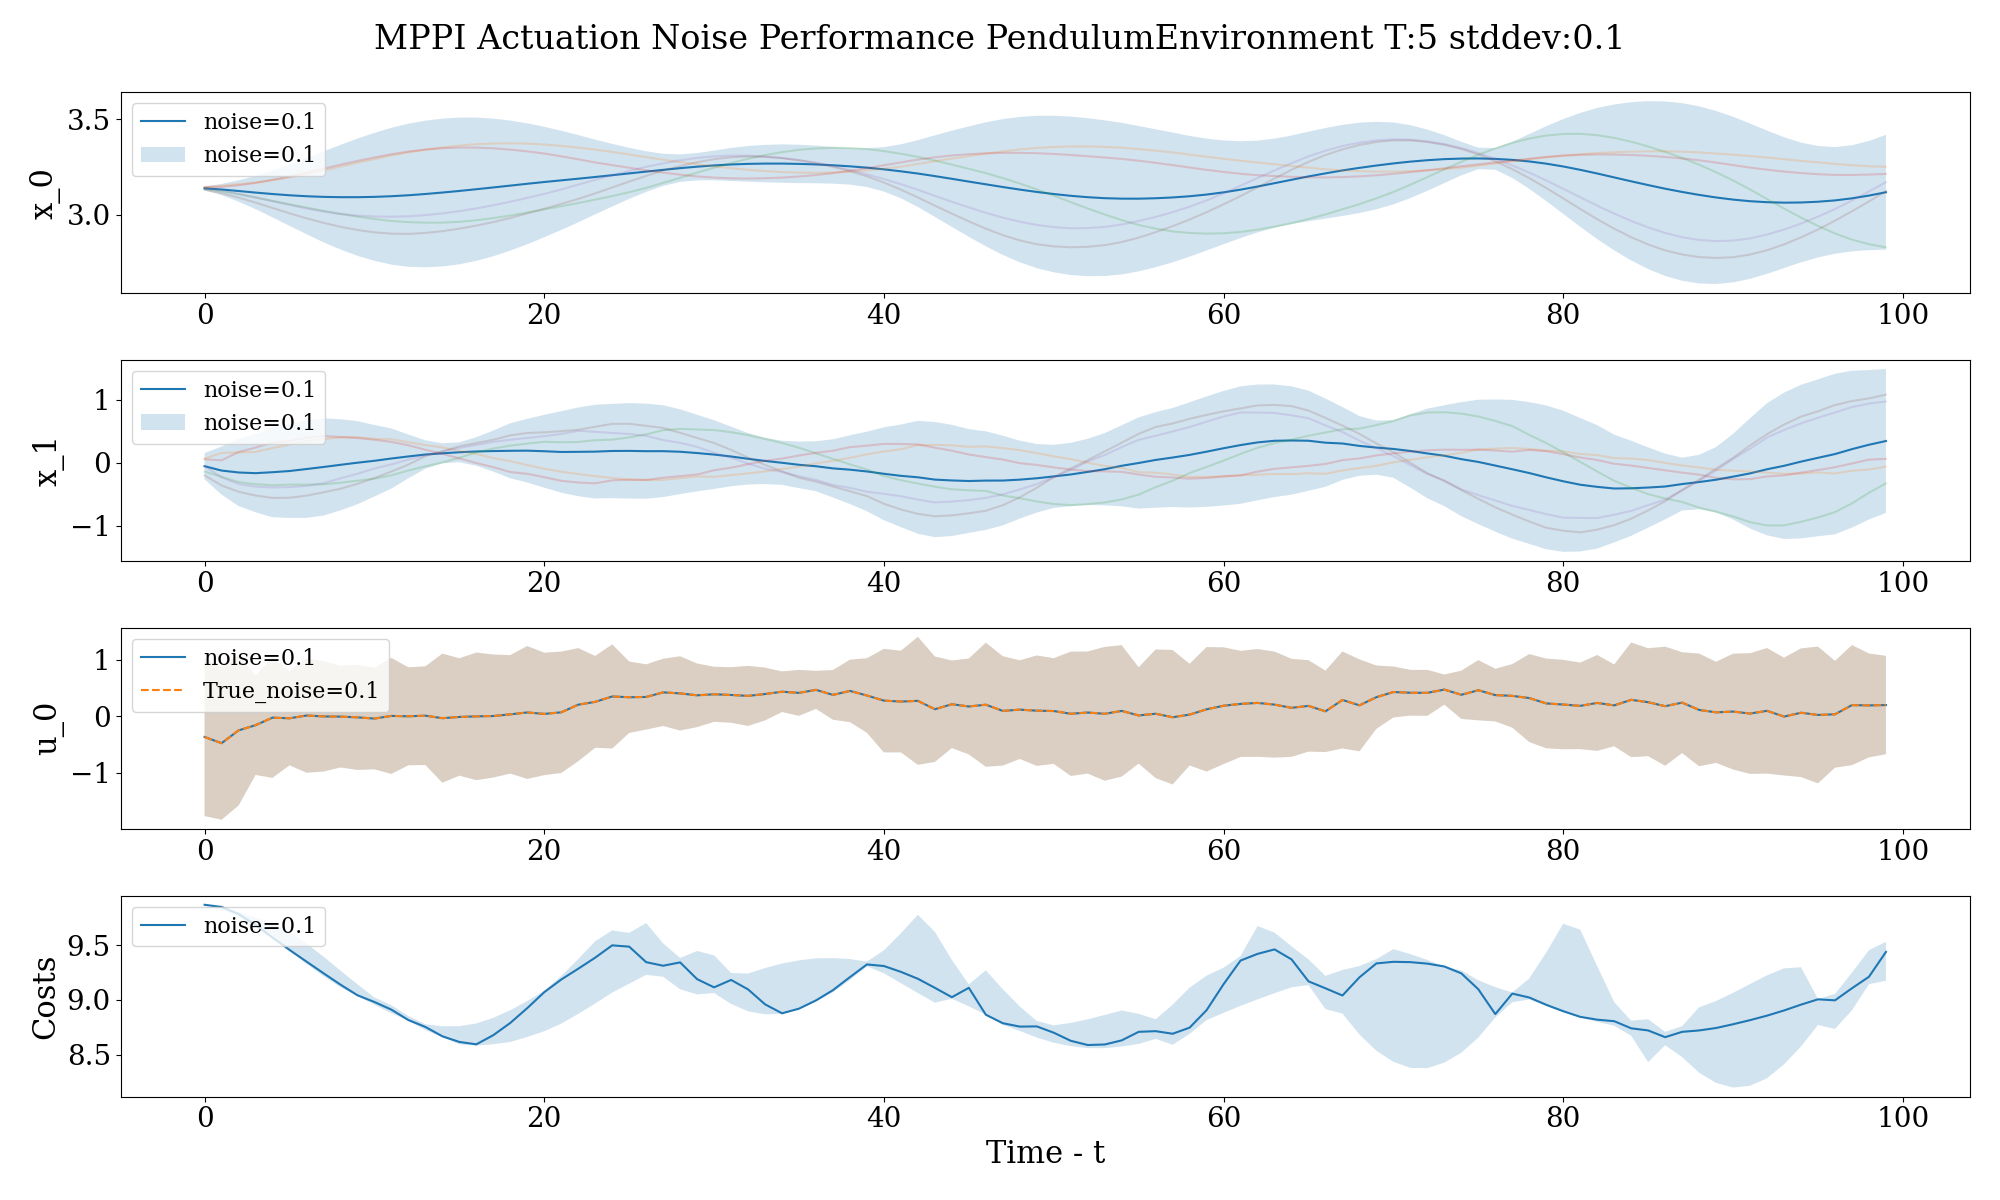 MPPI Actuation Noise Performance PendulumEnvironment T:5 stddev:0.1
x_0
3.5
3.0
noise=0.1
noise=0.1
0 20 40 60 80 100
x_1
1
0
−1
noise=0.1
noise=0.1
0 20 40 60 80 100
u_0
1
0
−1
noise=0.1
True_noise=0.1
0 20 40 60 80 100
Costs
9.5
9.0
8.5
noise=0.1
0 20 40 60 80 100
Time - t